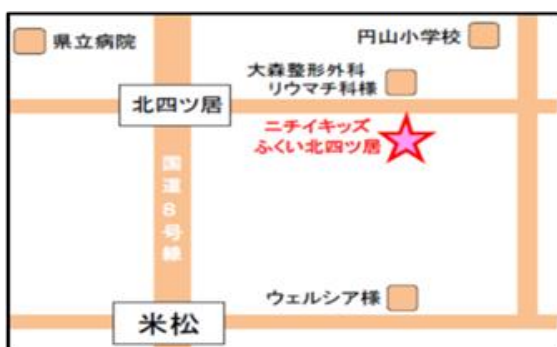 県立病院
円山小学校
大森整形外科
リウマチ科様
北四ツ居
ニチイキッズ
ふくい北四ツ居
国道8号線
ウェルシア様
米松